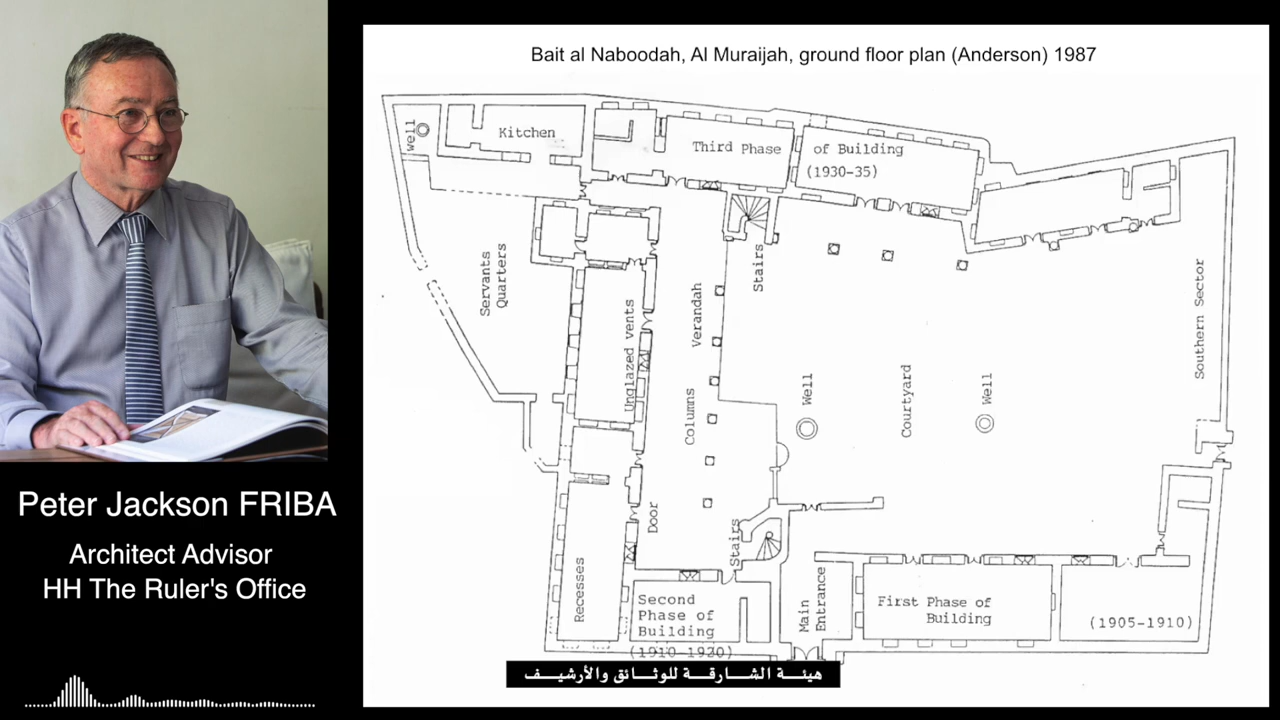 Bait al Naboodah, Al Muraijah, ground floor plan (Anderson) 1987
Well
Kitchen
Third Phase
of Building
(1930-35)
Servants
Quarters
Unglazed vents
Verandah
Stairs
Columns
Well
Courtyard
Well
Southern Sector
Door
Stairs
Recesses
Second
Phase of
Building
(1910-1920)
Main
Entrance
First Phase of
Building
(1905-1910)
Peter Jackson FRIBA
Architect Advisor
HH The Ruler's Office
هيئة الشارقة للوثائق والأرشيف